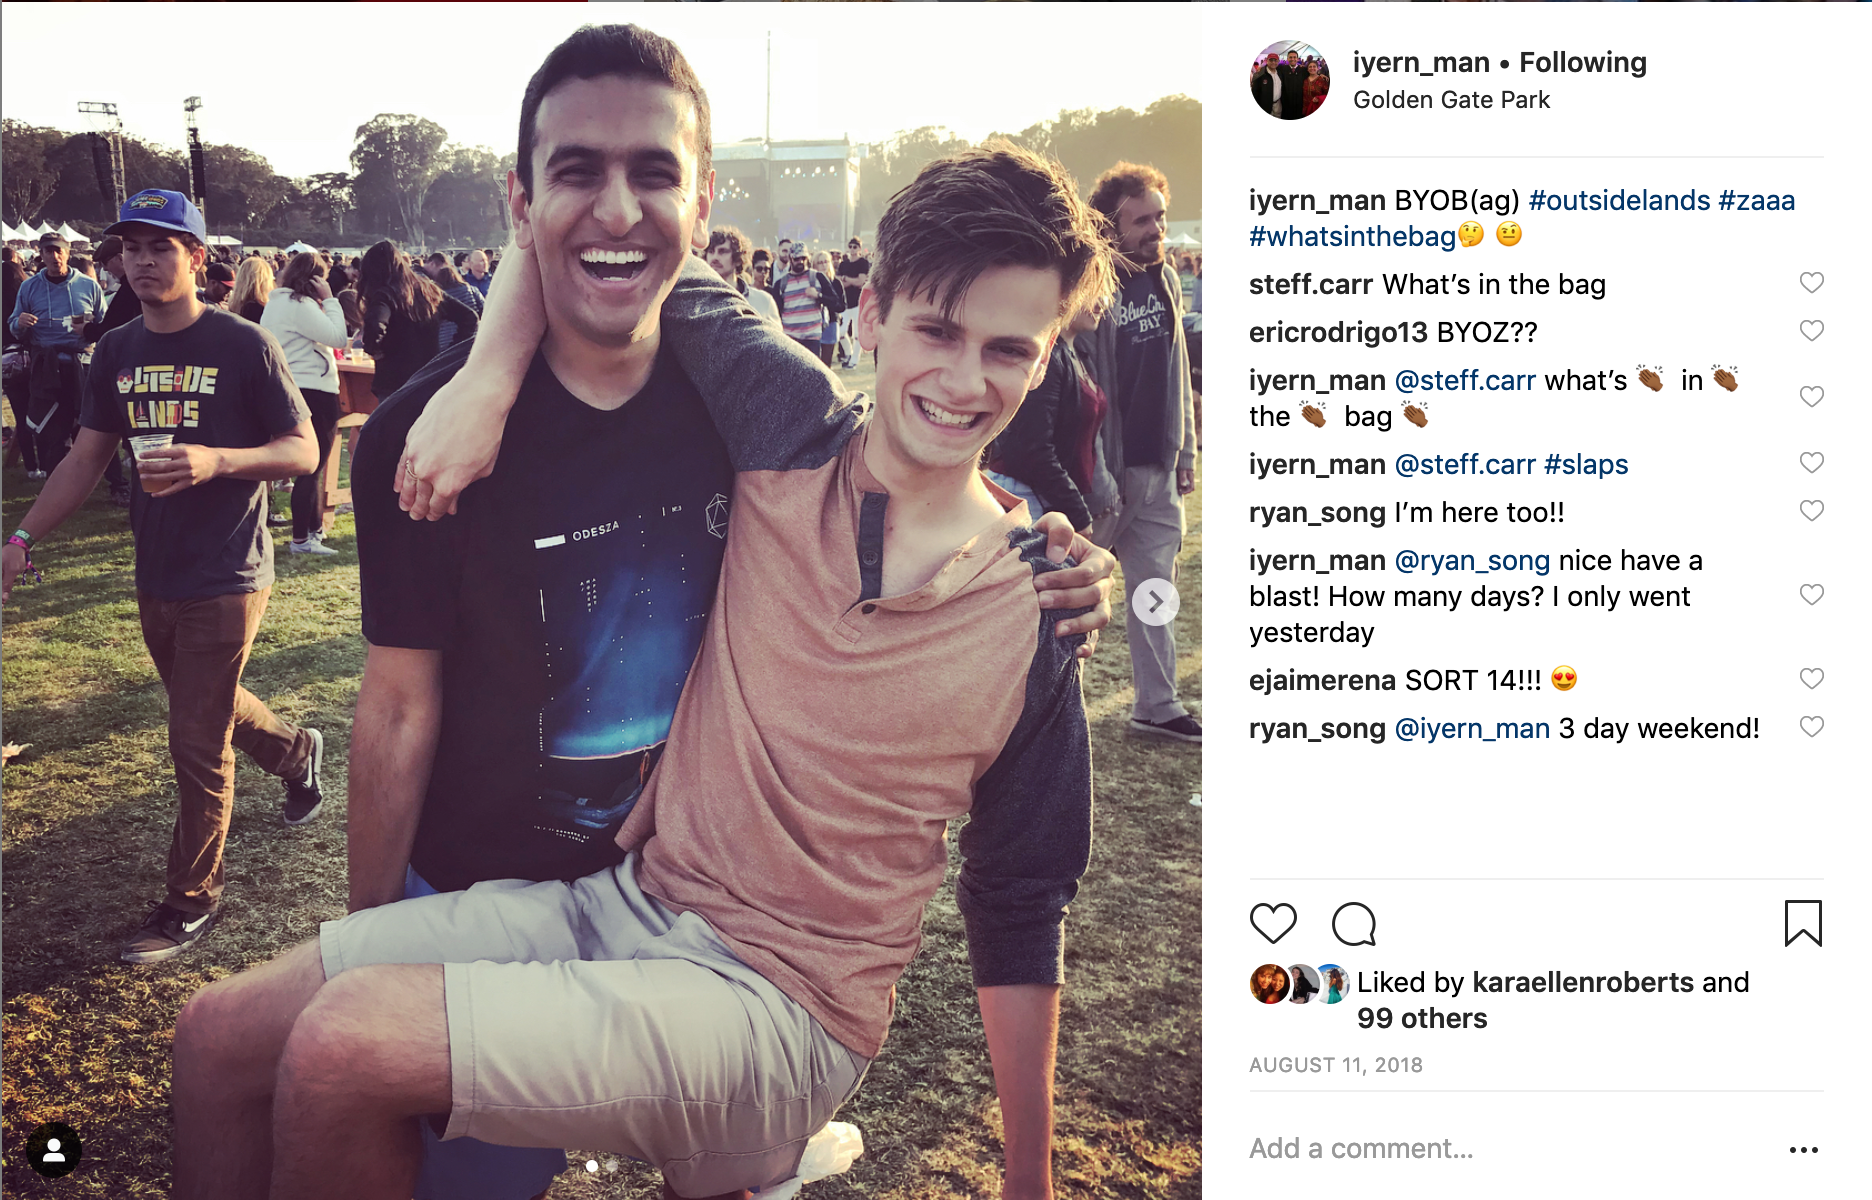 OUTSIDE
LANDS
Blue Chi
BAY
ODESZA
iyern_man • Following
Golden Gate Park
iyern_man BYOB(ag) #outsidelands #zaaa
#whatsinthebag🤔 🤨
steff.carr What’s in the bag
ericrodrigo13 BYOZ??
iyern_man @steff.carr what’s 👏🏾 in 👏🏾
the 👏🏾 bag 👏🏾
iyern_man @steff.carr #slaps
ryan_song I’m here too!!
iyern_man @ryan_song nice have a
blast! How many days? I only went
yesterday
ejaimerena SORT 14!!! 😍
ryan_song @iyern_man 3 day weekend!
Liked by karaellenroberts and
99 others
AUGUST 11, 2018
Add a comment...